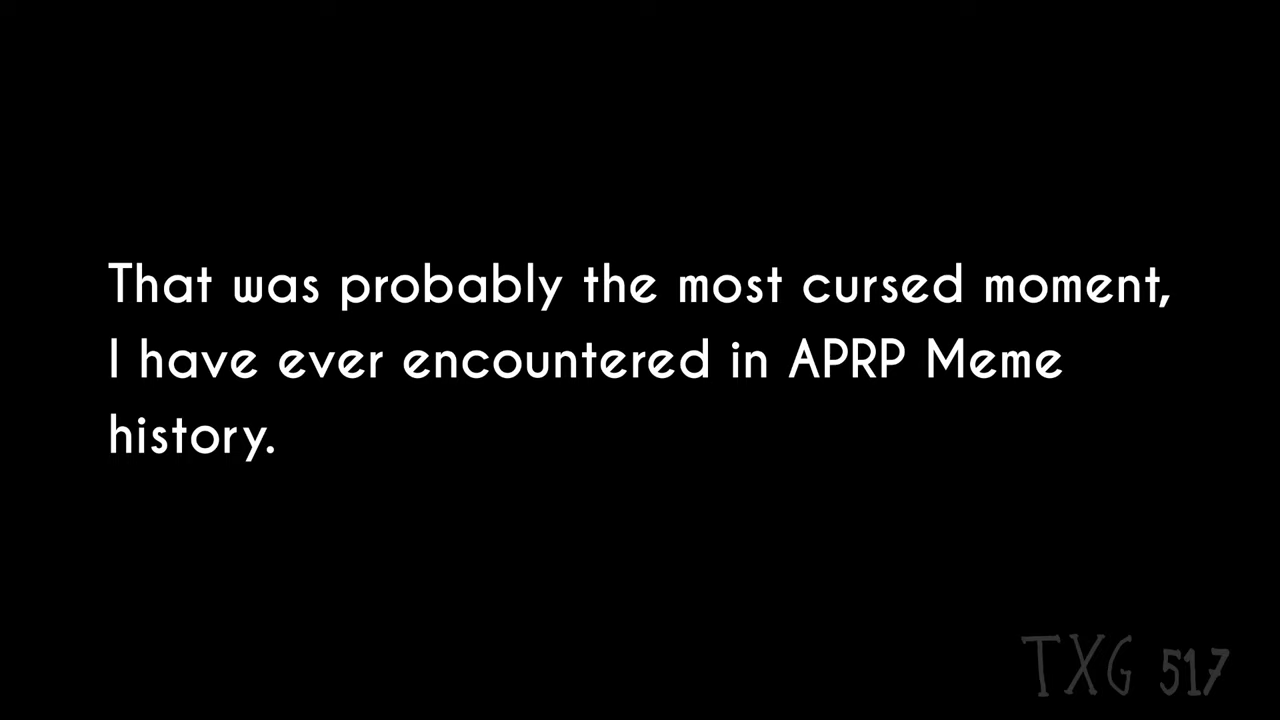 That was probably the most cursed moment,
I have ever encountered in APRP Meme
history.
TXG 517